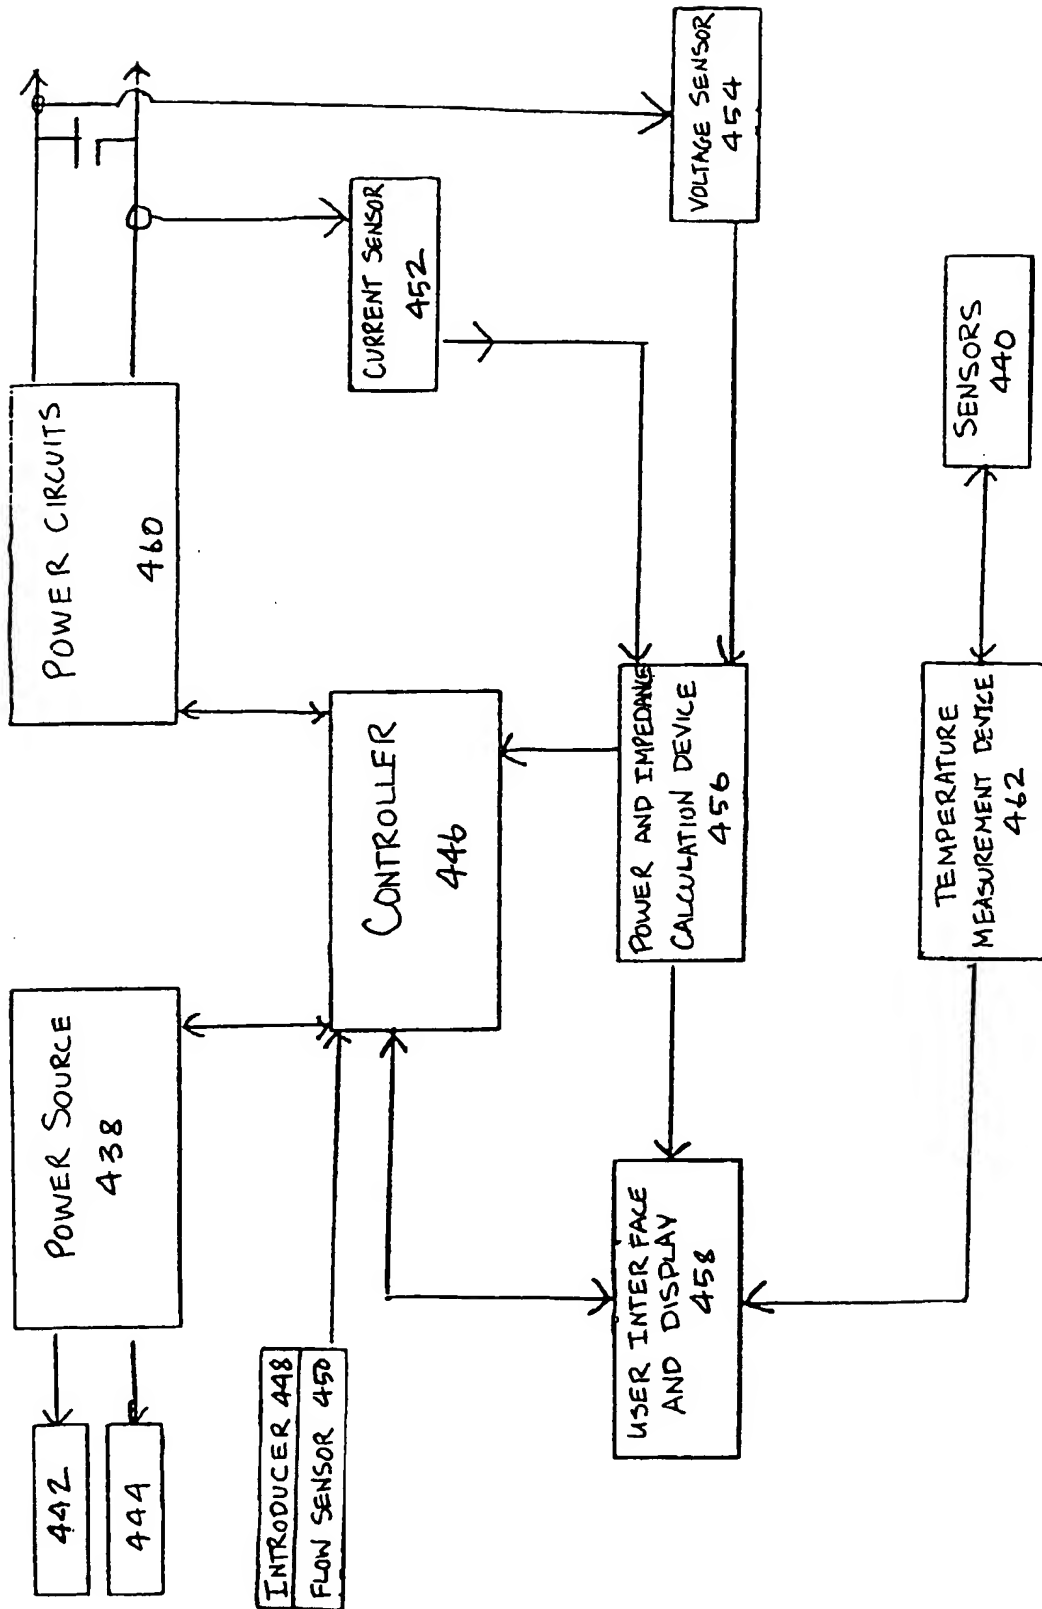 442
444
POWER SOURCE
438
POWER CIRCUITS
460
INTRODUCER 448
FLOW SENSOR 450
CONTROLLER
446
CURRENT SENSOR
452
USER INTERFACE
AND DISPLAY
458
POWER AND IMPEDANCE
CALCULATION DEVICE
456
VOLTAGE SENSOR
454
TEMPERATURE
MEASUREMENT DEVICE
462
SENSORS
440